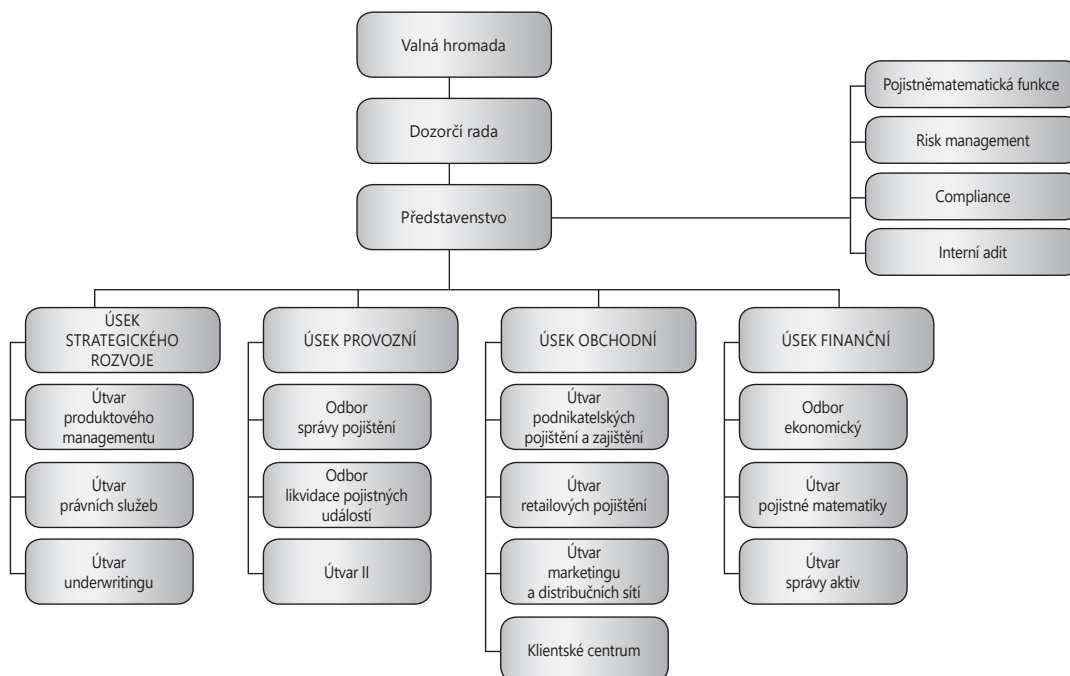 Valná hromada
Dozorčí rada
Představenstvo
Pojistněmatematická funkce
Risk management
Compliance
Interní adit
ÚSEK
STRATEGICKÉHO
ROZVOJE
Útvar
produktového
managementu
Útvar
právních služeb
Útvar
underwritingu
ÚSEK PROVOZNÍ
Odbor
správy pojištění
Odbor
likvidace pojistných
událostí
Útvar II
ÚSEK OBCHODNÍ
Útvar
podnikatelských
pojištění a zajištění
Útvar
retailových pojištění
Útvar
marketingu
a distribučních sítí
Klientské centrum
ÚSEK FINANČNÍ
Odbor
ekonomický
Útvar
pojistné matematiky
Útvar
správy aktiv